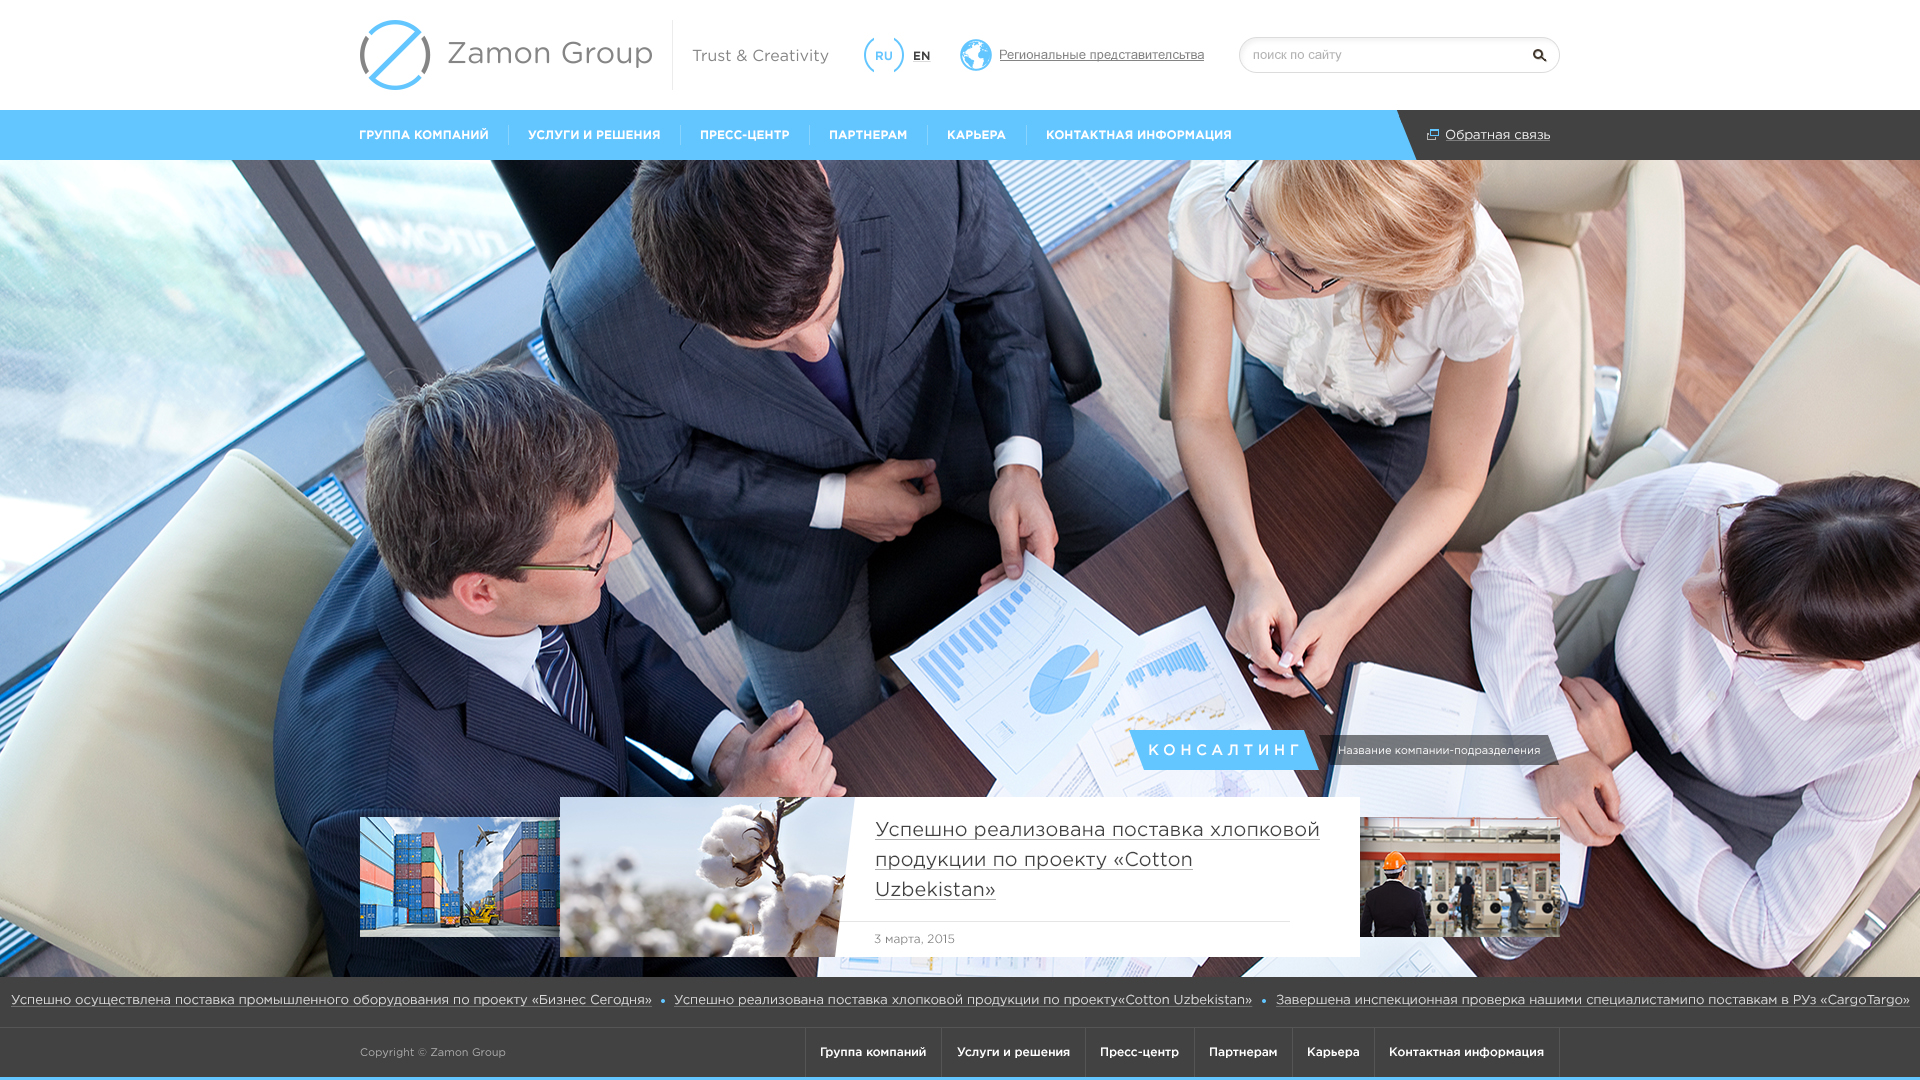 Zamon Group
Trust & Creativity
RU
EN
Региональные представителсьтва
поиск по сайту
ГРУППА КОМПАНИЙ
УСЛУГИ И РЕШЕНИЯ
ПРЕСС-ЦЕНТР
ПАРТНЕРАМ
КАРЬЕРА
КОНТАКТНАЯ ИНФОРМАЦИЯ
Обратная связь
КОНСАЛТИНГ
Название компании-подразделения
Успешно реализована поставка хлопковой
продукции по проекту «Cotton
Uzbekistan»
3 марта, 2015
Успешно осуществлена поставка промышленного оборудования по проекту «Бизнес Сегодня»
Успешно реализована поставка хлопковой продукции по проекту«Cotton Uzbekistan»
Завершена инспекционная проверка нашими специалистамипо поставкам в РУз «CargoTargo»
Copyright © Zamon Group
Группа компаний
Услуги и решения
Пресс-центр
Партнерам
Карьера
Контактная информация